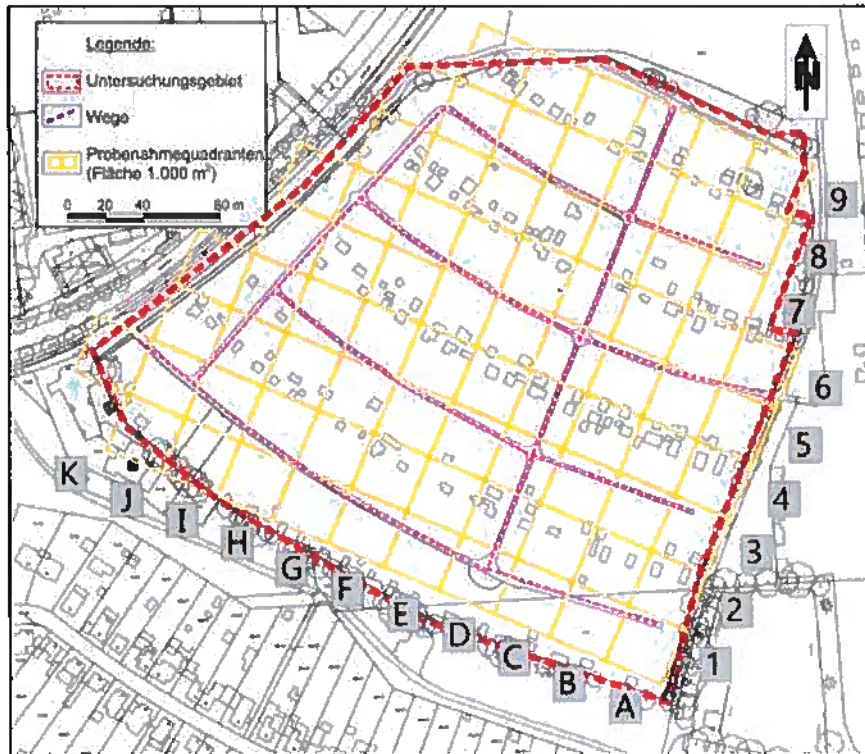 Legende:
Untersuchungsgebiet
Wege
Probenahmequadranten
(Fläche 1.000 m²)
0 20 40 80 m
N
9
8
7
6
5
4
3
2
1
K
J
I
H
G
F
E
D
C
B
A